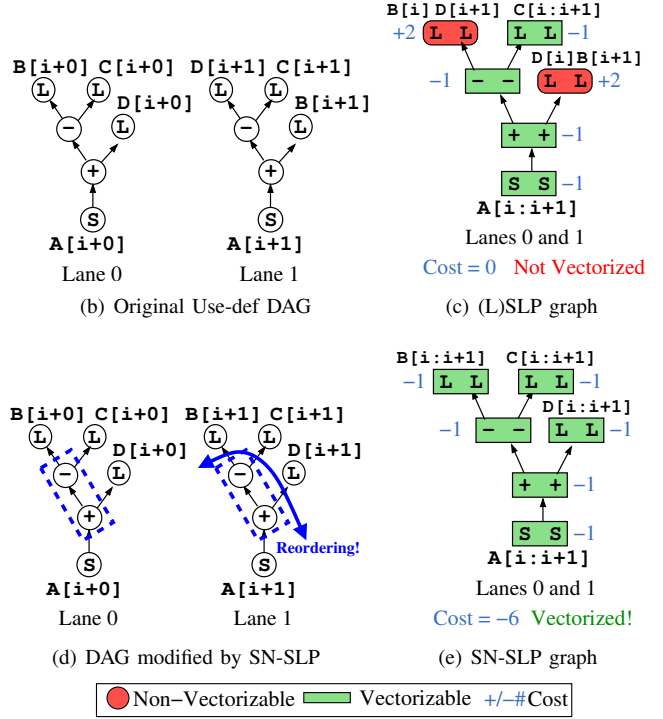 B[i+0] C[i+0]
L L
D[i+0]
L
−
+
S
A[i+0]
Lane 0
D[i+1] C[i+1]
L L
B[i+1]
L
−
+
S
A[i+1]
Lane 1
(b) Original Use-def DAG
B[i] D[i+1] C[i:i+1]
+2 L L L L −1
D[i]B[i+1]
−1 − − L L +2
+ + −1
S S −1
A[i:i+1]
Lanes 0 and 1
Cost = 0 Not Vectorized
(c) (L)SLP graph
B[i+0] C[i+0]
L L
D[i+0]
L
−
+
S
A[i+0]
Lane 0
B[i+1] C[i+1]
L L
D[i+1]
L
−
+
Reordering!
S
A[i+1]
Lane 1
(d) DAG modified by SN-SLP
B[i:i+1] C[i:i+1]
−1 L L L L −1
D[i:i+1]
−1 − − L L −1
+ + −1
S S −1
A[i:i+1]
Lanes 0 and 1
Cost = −6 Vectorized!
(e) SN-SLP graph
Non−Vectorizable Vectorizable +/−# Cost